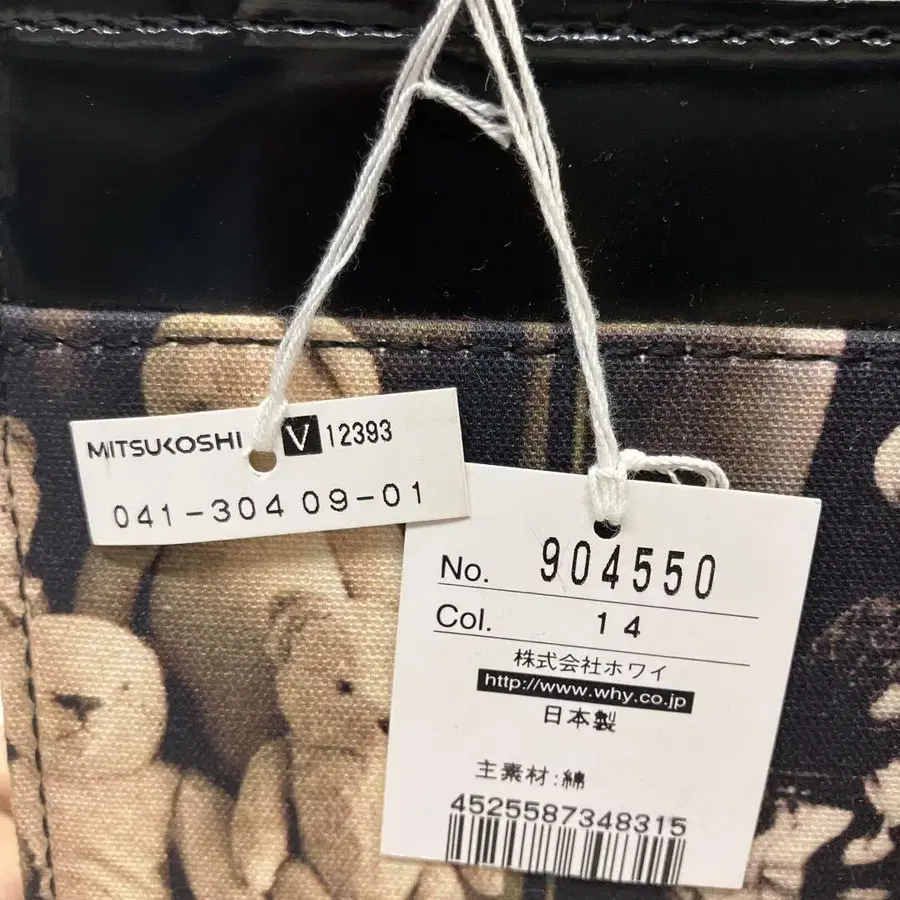 MITSUKOSHI V 12393
041-304 09-01
No. 904550
Col. 14
株式会社ホワイ
http://www.why.co.jp
日本製
主素材:綿
4525587348315